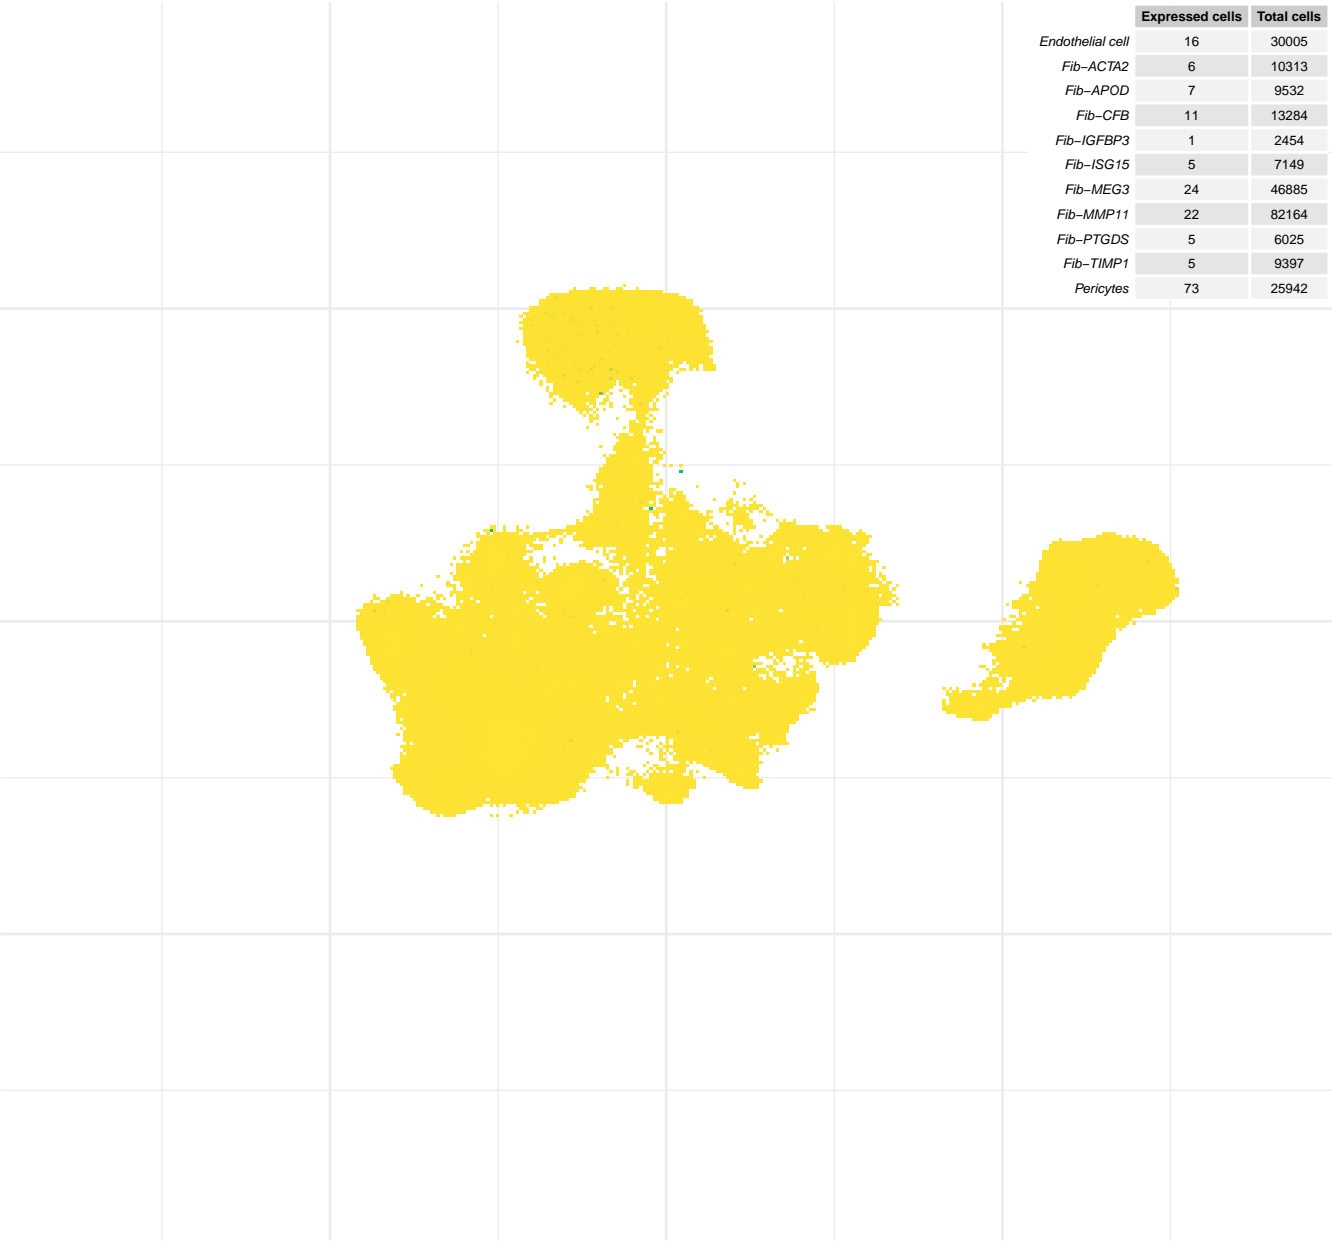 Expressed cells Total cells
Endothelial cell 16 30005
Fib−ACTA2 6 10313
Fib−APOD 7 9532
Fib−CFB 11 13284
Fib−IGFBP3 1 2454
Fib−ISG15 5 7149
Fib−MEG3 24 46885
Fib−MMP11 22 82164
Fib−PTGDS 5 6025
Fib−TIMP1 5 9397
Pericytes 73 25942